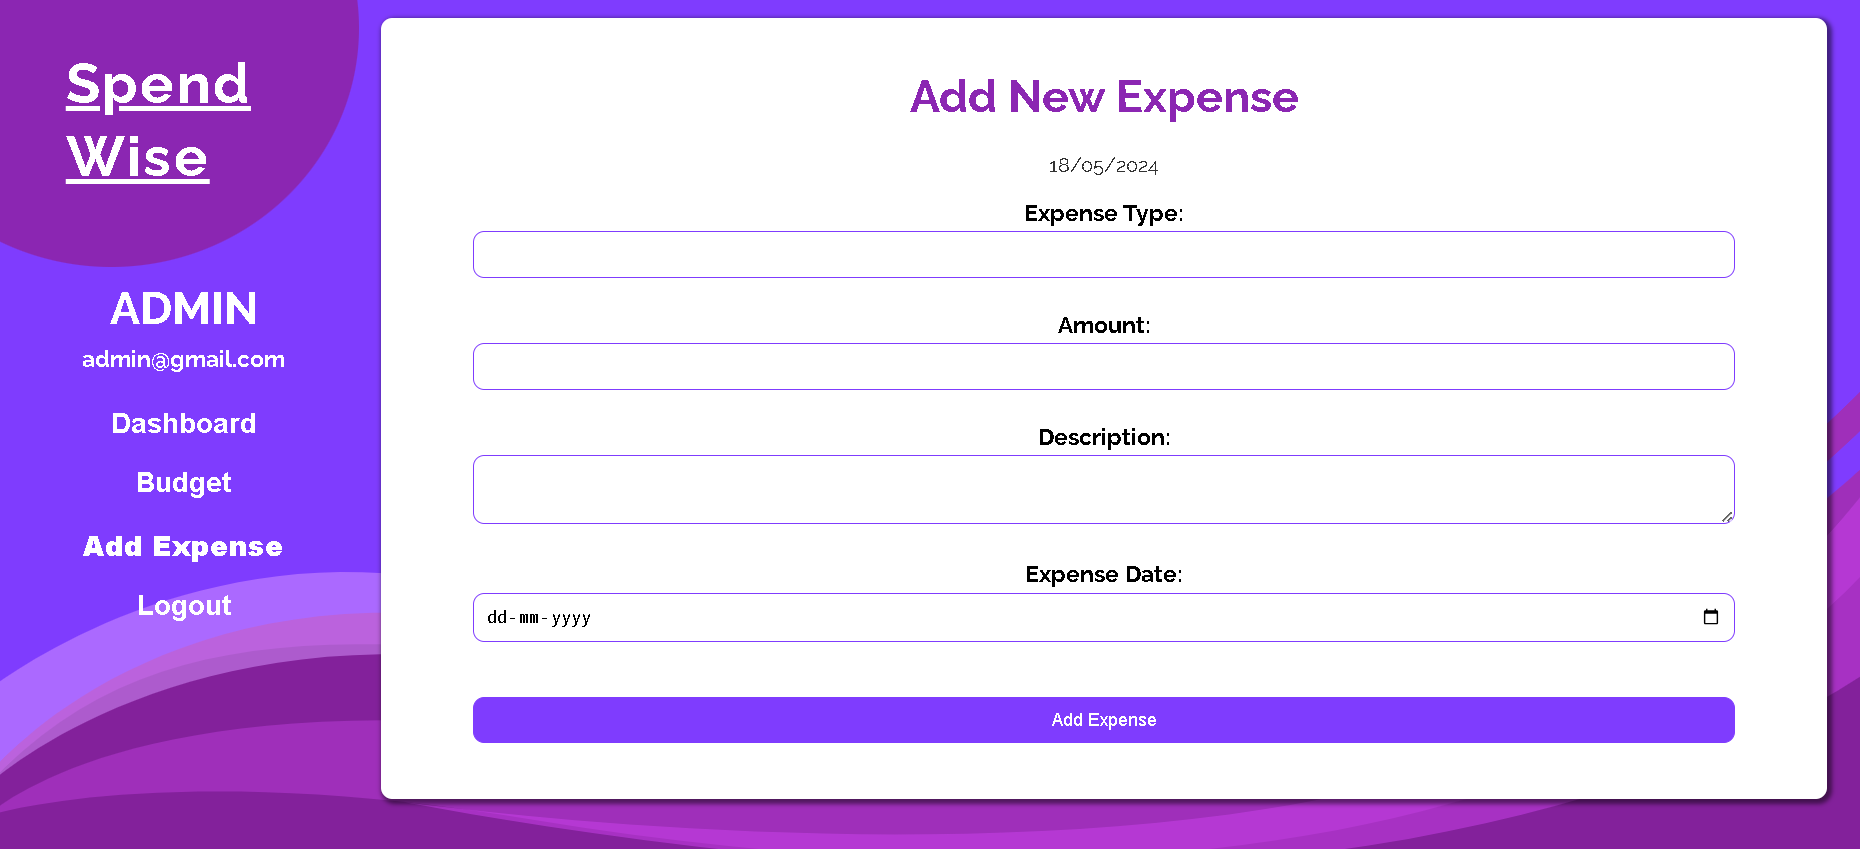 Spend
Wise
ADMIN
admin@gmail.com
Dashboard
Budget
Add Expense
Logout
Add New Expense
18/05/2024
Expense Type:
Amount:
Description:
Expense Date:
dd-mm-yyyy
Add Expense